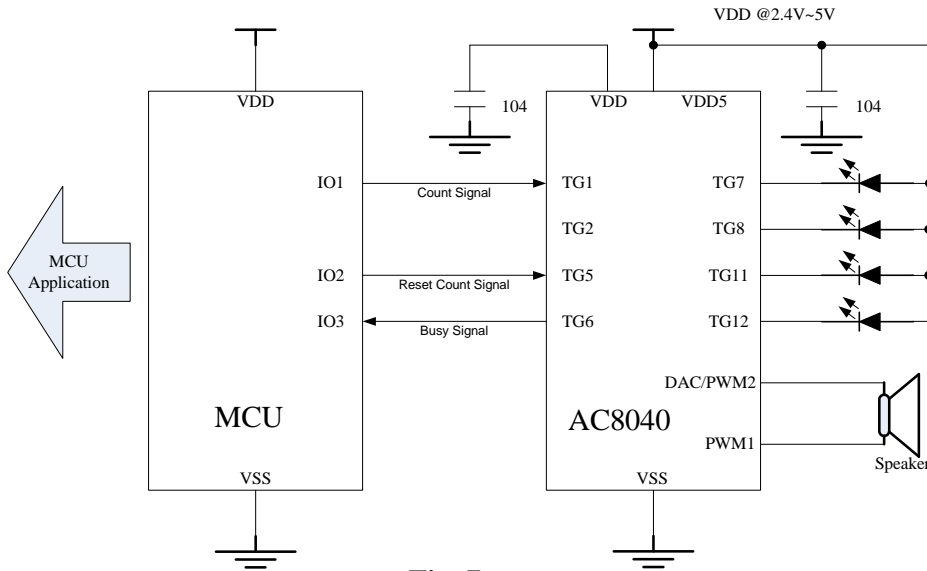 VDD @2.4V~5V
VDD
104
VDD
VDD5
104
IO1
Count Signal
TG1
TG7
TG2
TG8
MCU
Application
IO2
Reset Count Signal
TG5
TG11
IO3
Busy Signal
TG6
TG12
DAC/PWM2
MCU
AC8040
PWM1
Speaker
VSS
VSS